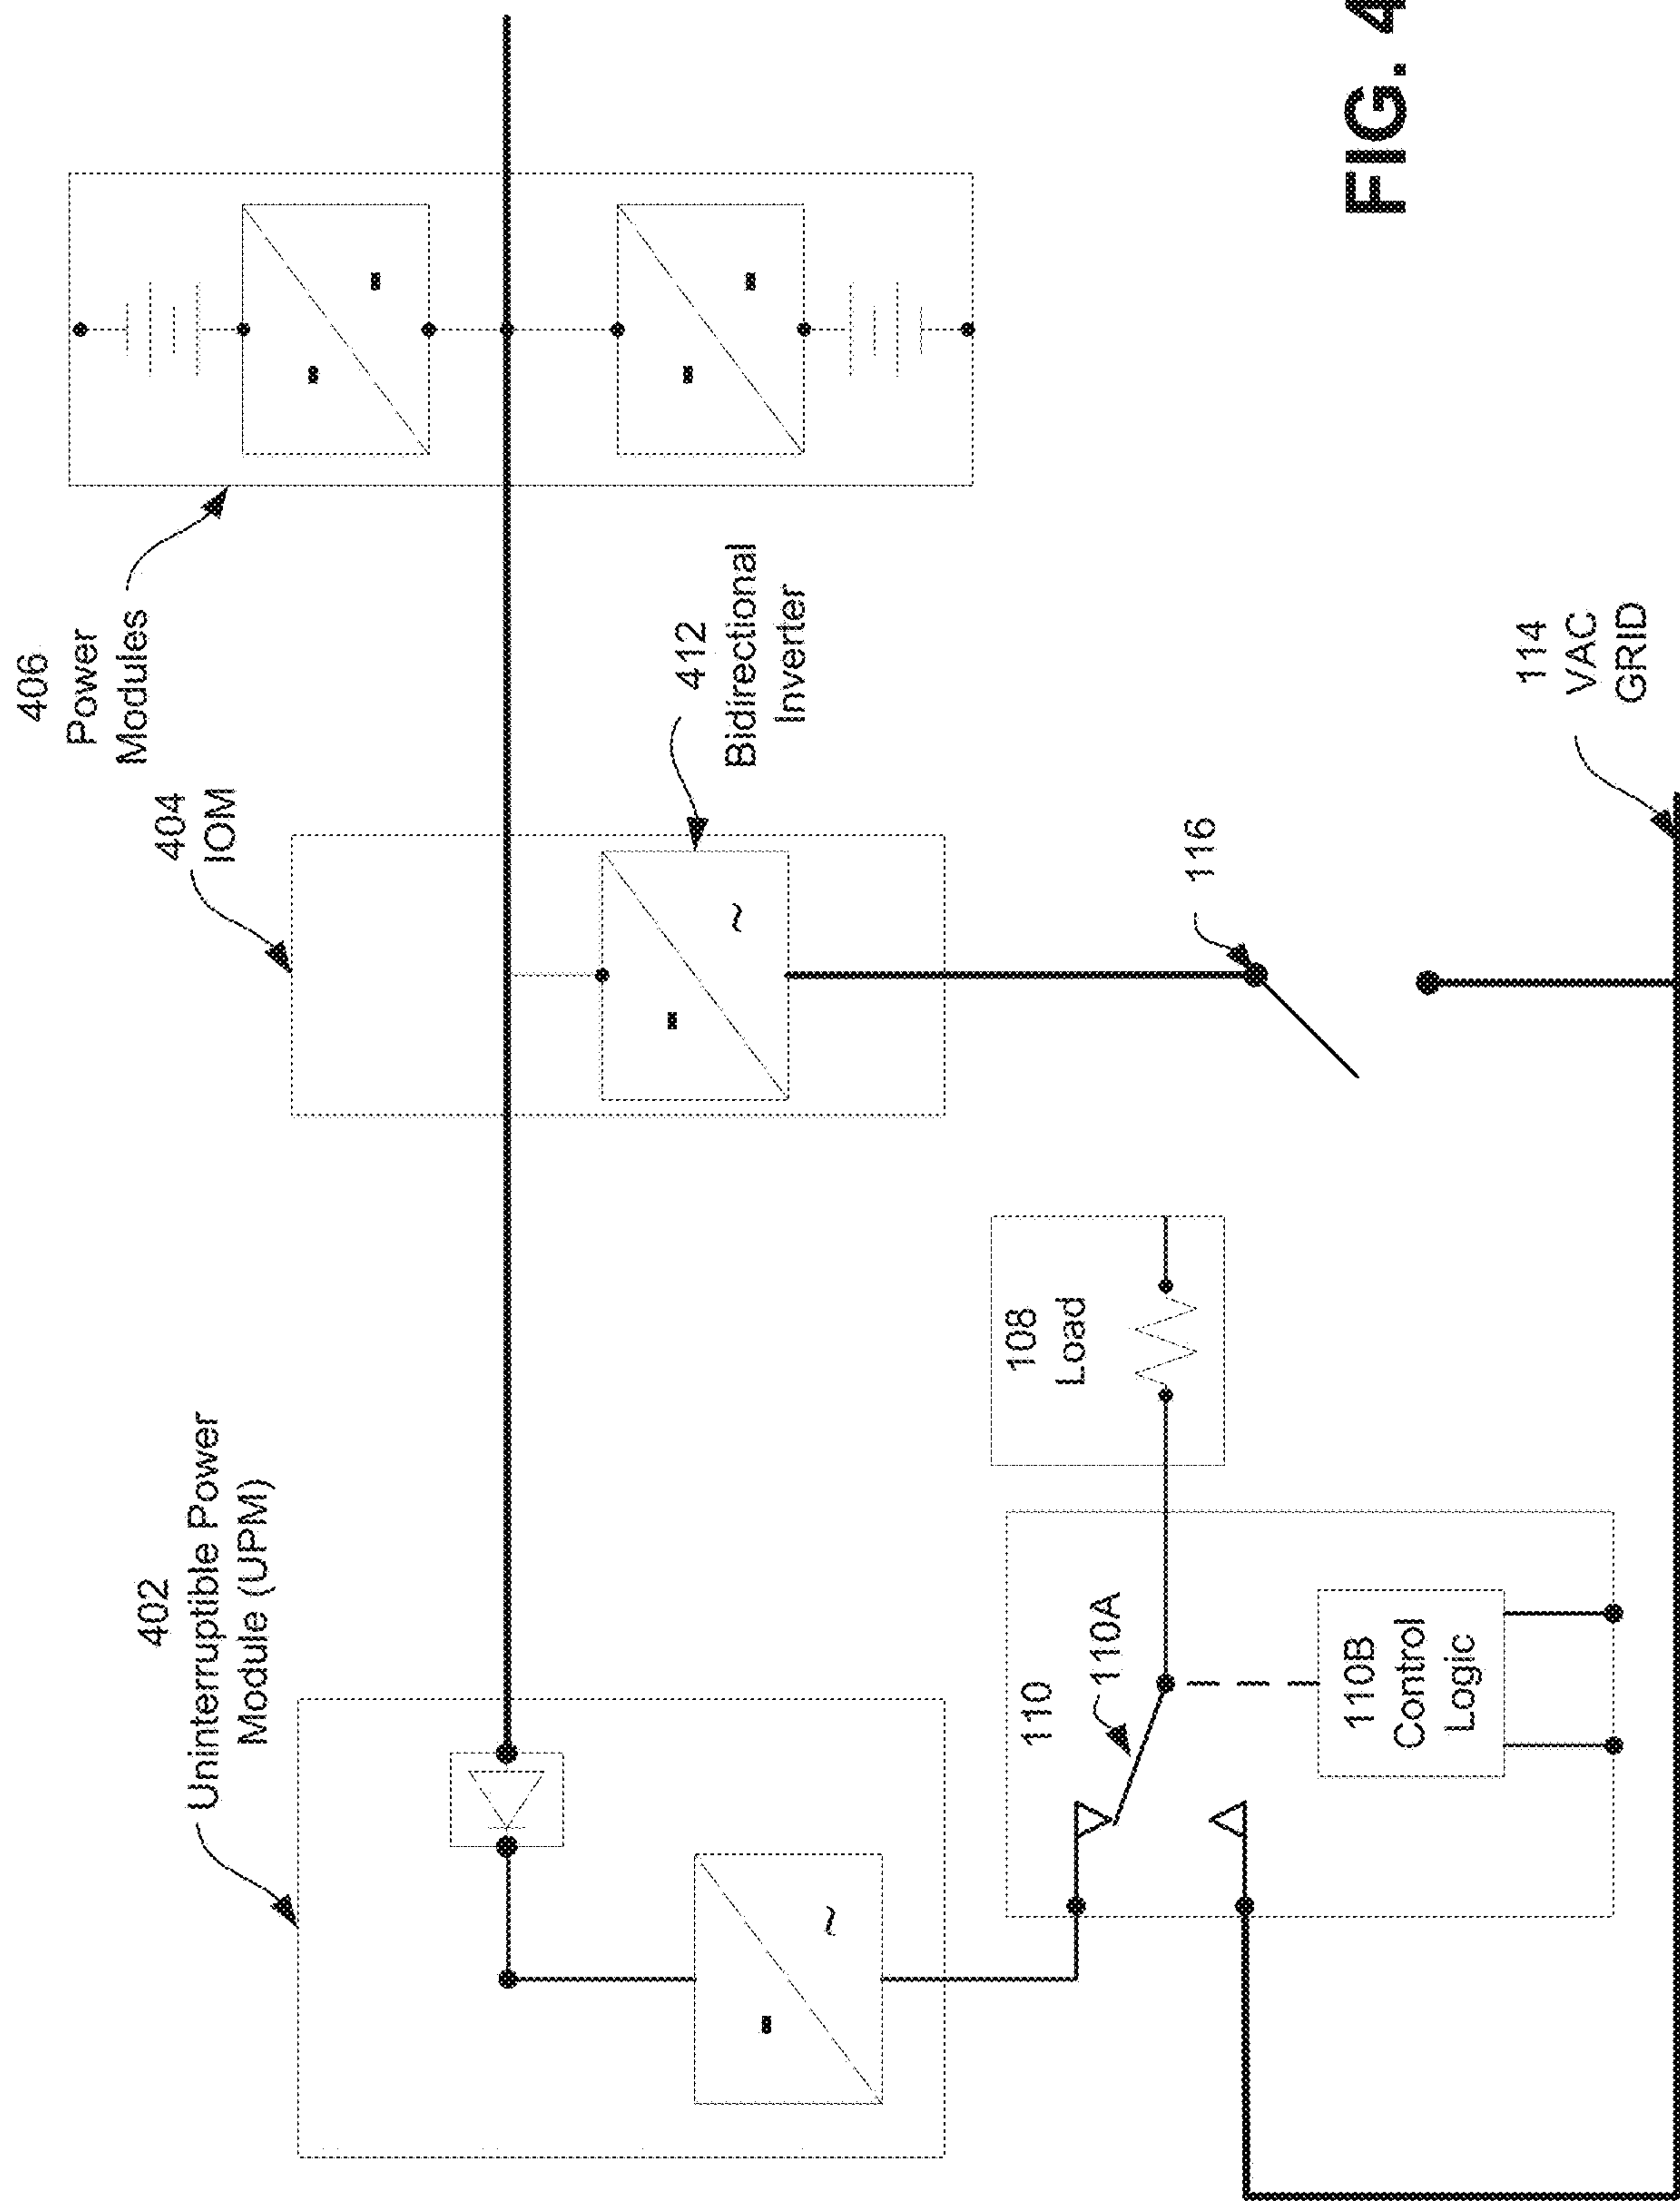 402
Uninterruptible Power
Module (UPM)
404
IOM
406
Power
Modules
412
Bidirectional
Inverter
108
Load
110
110A
110B
Control
Logic
116
114
VAC
GRID
FIG. 4